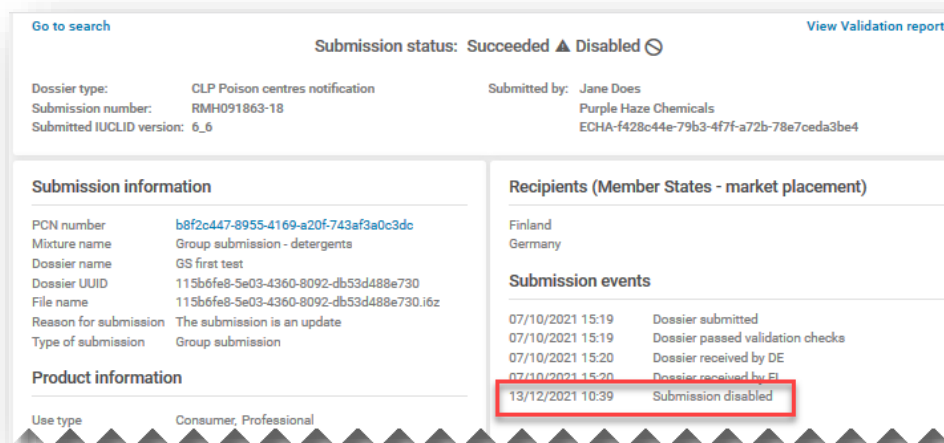 Go to search
View Validation report
Submission status: Succeeded Disabled
Dossier type: CLP Poison centres notification
Submission number: RMH091863-18
Submitted IUCLID version: 6_6
Submitted by: Jane Does
Purple Haze Chemicals
ECHA-f428c44e-79b3-4f7f-a72b-78e7ceda3be4
Submission information
PCN number b8f2c447-8955-4169-a20f-743af3a0c3dc
Mixture name Group submission - detergents
Dossier name GS first test
Dossier UUID 115b6fe8-5e03-4360-8092-db53d488e730
File name 115b6fe8-5e03-4360-8092-db53d488e730.i6z
Reason for submission The submission is an update
Type of submission Group submission
Product information
Use type Consumer, Professional
Recipients (Member States - market placement)
Finland
Germany
Submission events
07/10/2021 15:19 Dossier submitted
07/10/2021 15:19 Dossier passed validation checks
07/10/2021 15:20 Dossier received by DE
07/10/2021 15:20 Dossier received by FI
13/12/2021 10:39 Submission disabled